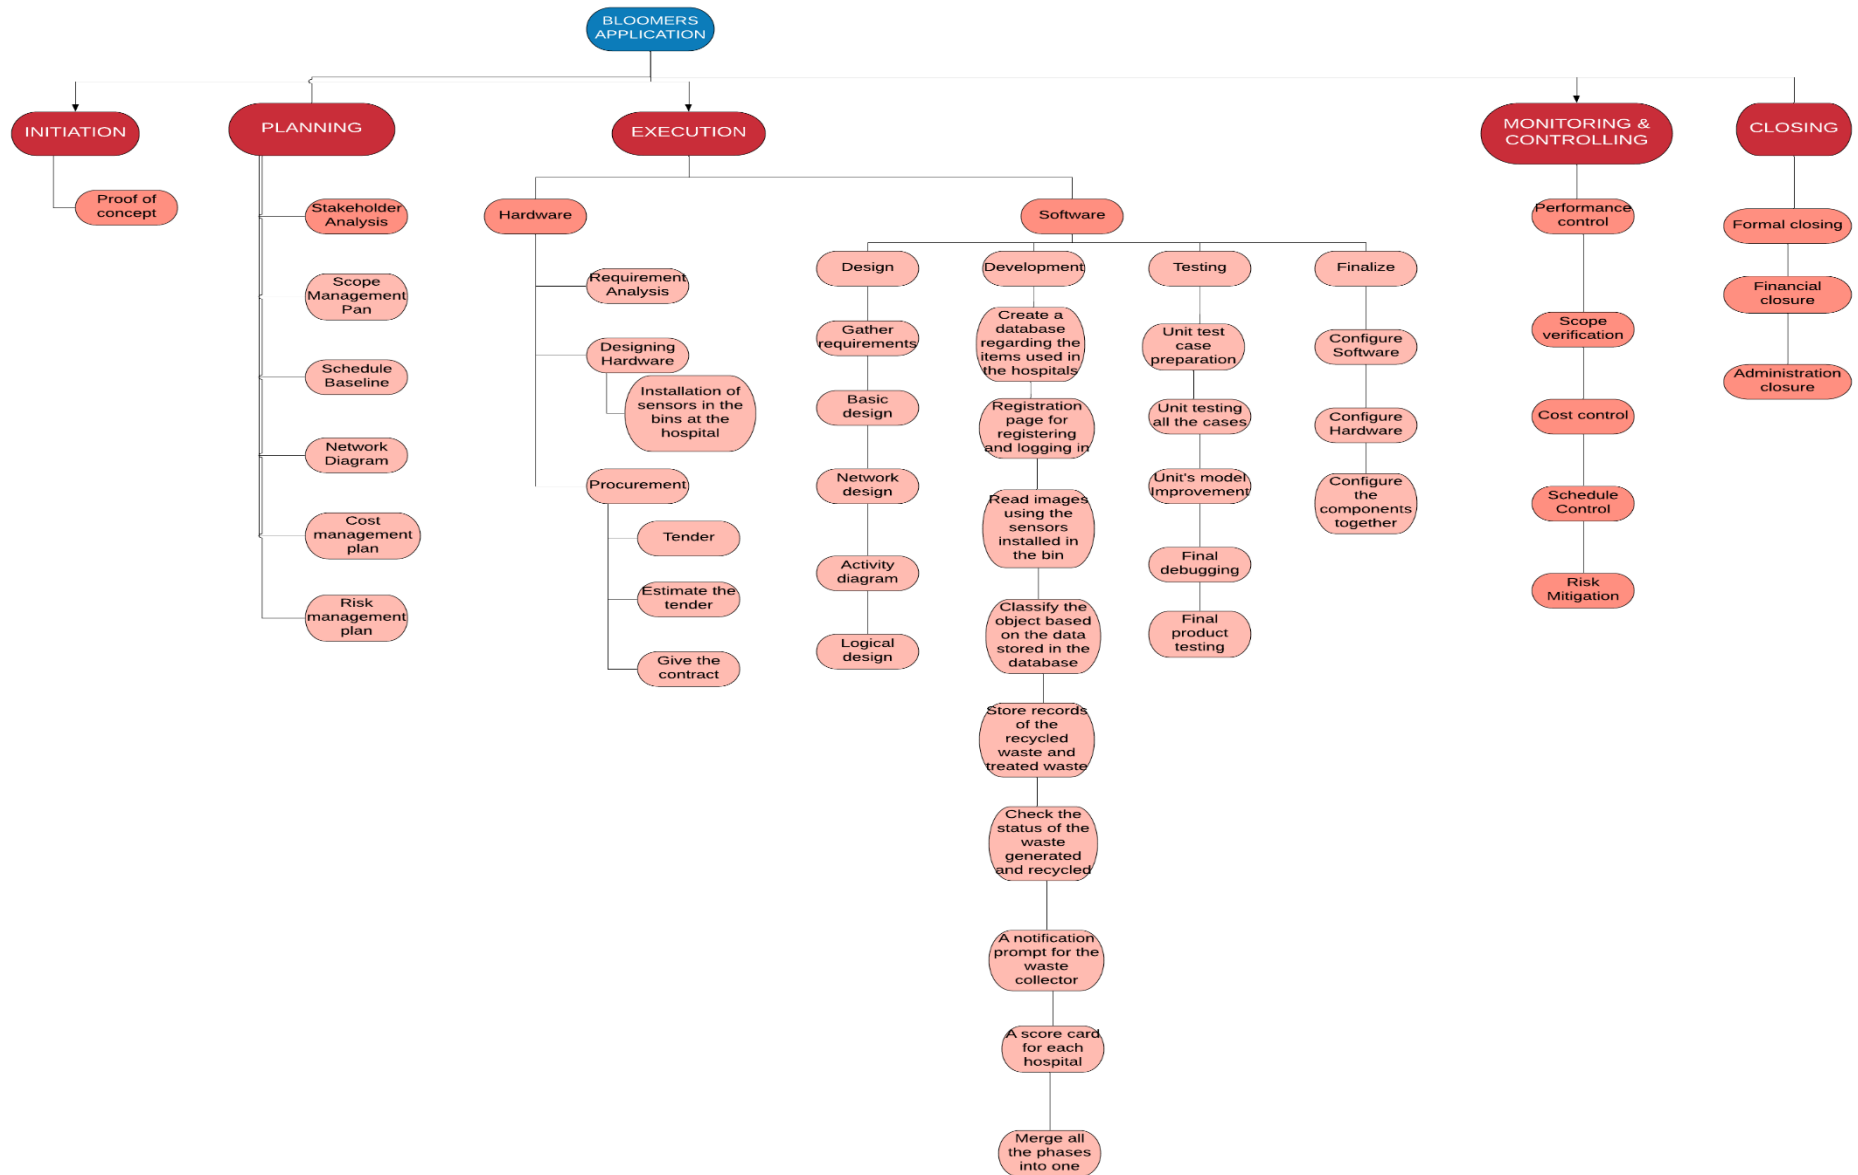 BLOOMERS
APPLICATION
INITIATION
PLANNING
EXECUTION
MONITORING &
CONTROLLING
CLOSING
Proof of
concept
Stakeholder
Analysis
Scope
Management
Pan
Schedule
Baseline
Network
Diagram
Cost
management
plan
Risk
management
plan
Hardware
Requirement
Analysis
Designing
Hardware
Installation of
sensors in the
bins at the
hospital
Procurement
Tender
Estimate the
tender
Give the
contract
Software
Design
Gather
requirements
Basic
design
Network
design
Activity
diagram
Logical
design
Development
Create a
database
regarding the
items used in
the hospitals
Registration
page for
registering
and logging in
Read images
using the
sensors
installed in
the bin
Classify the
object based
on the data
stored in the
database
Store records
of the
recycled
waste and
treated waste
Check the
status of the
waste
generated
and recycled
A notification
prompt for the
waste
collector
A score card
for each
hospital
Merge all
the phases
into one
Testing
Unit test
case
preparation
Unit testing
all the cases
Unit's model
Improvement
Final
debugging
Final
product
testing
Finalize
Configure
Software
Configure
Hardware
Configure
the
components
together
Performance
control
Scope
verification
Cost control
Schedule
Control
Risk
Mitigation
Formal closing
Financial
closure
Administration
closure